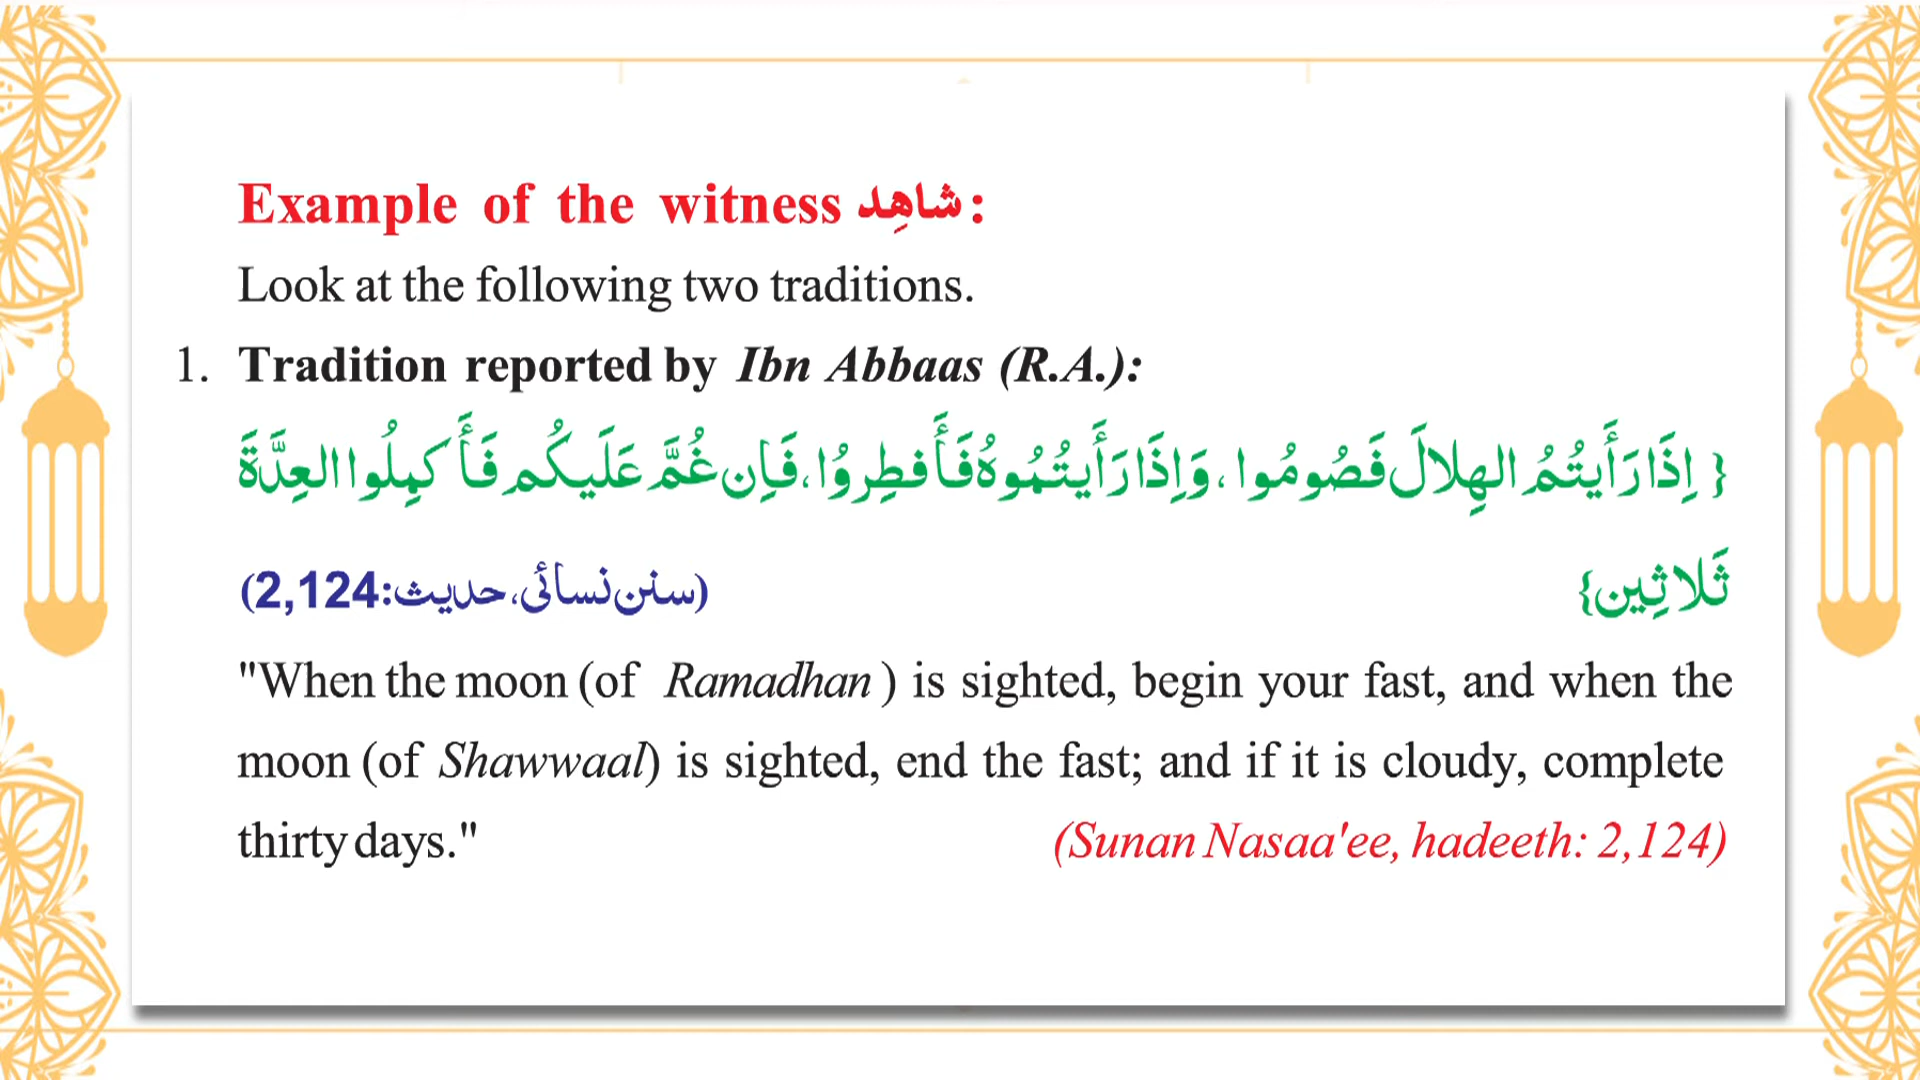 Example of the witness شاهِد:
Look at the following two traditions.
1. Tradition reported by Ibn Abbaas (R.A.):
{ اِذَا رَأَيتُمُ الهِلالَ فَصُومُوا، وَاِذَا رَأَيتُمُوهُ فَأَفطِرُوُا، فَاِن غُمَّ عَلَيكُم فَأَكمِلُوا العِدَّةَ
ثَلاثِين} (سنن نسائی، حدیث:2,124)
"When the moon (of Ramadhan ) is sighted, begin your fast, and when the
moon (of Shawwaal) is sighted, end the fast; and if it is cloudy, complete
thirty days." (Sunan Nasaa'ee, hadeeth: 2,124)